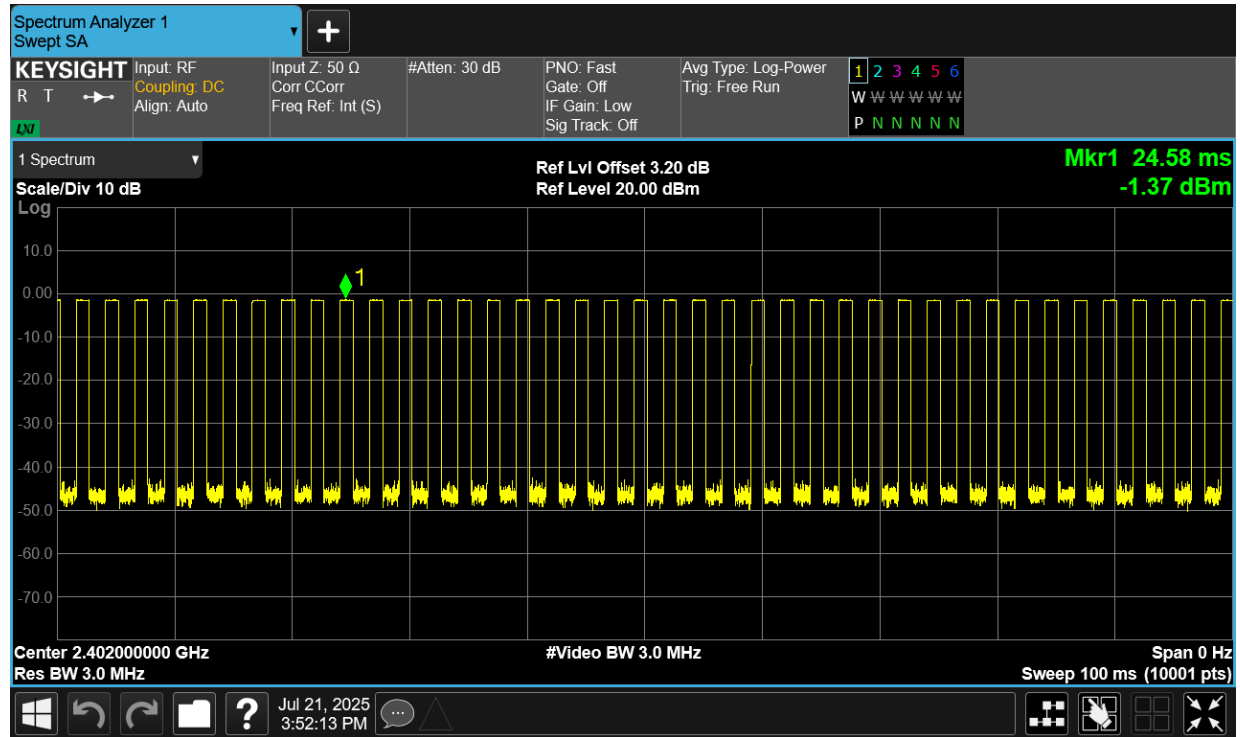 Spectrum Analyzer 1
Swept SA
+
KEYSIGHT
R T
LXI
Input: RF
Coupling: DC
Align: Auto
Input Z: 50 Ω
Corr CCorr
Freq Ref: Int (S)
#Atten: 30 dB
PNO: Fast
Gate: Off
IF Gain: Low
Sig Track: Off
Avg Type: Log-Power
Trig: Free Run
1 2 3 4 5 6
W W W W W W
P N N N N N
1 Spectrum
Scale/Div 10 dB
Ref Lvl Offset 3.20 dB
Ref Level 20.00 dBm
Mkr1 24.58 ms
-1.37 dBm
Log
10.0
0.00
-10.0
-20.0
-30.0
-40.0
-50.0
-60.0
-70.0
1
Center 2.402000000 GHz
Res BW 3.0 MHz
#Video BW 3.0 MHz
Span 0 Hz
Sweep 100 ms (10001 pts)
?
Jul 21, 2025
3:52:13 PM